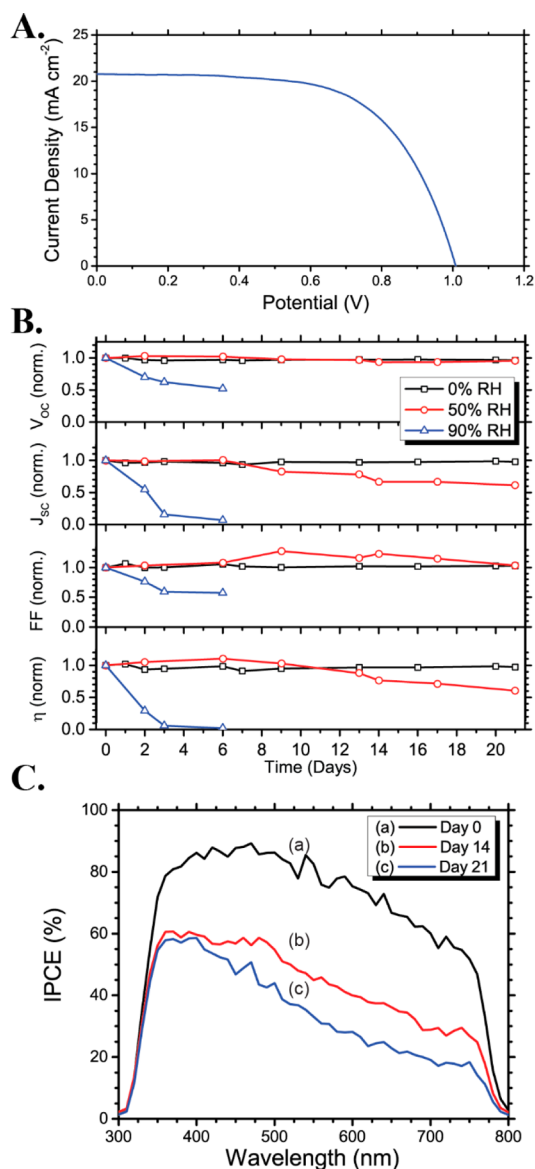 A.
Current Density (mA cm⁻²)
25
20
15
10
5
0
0.0 0.2 0.4 0.6 0.8 1.0 1.2
Potential (V)
B.
V_OC (norm.)
1.0
0.5
0.0
0% RH
50% RH
90% RH
J_SC (norm.)
1.0
0.5
0.0
FF (norm.)
1.0
0.5
0.0
η (norm)
1.0
0.5
0.0
0 2 4 6 8 10 12 14 16 18 20
Time (Days)
C.
IPCE (%)
100
80
60
40
20
0
(a) Day 0
(b) Day 14
(c) Day 21
(a)
(b)
(c)
300 400 500 600 700 800
Wavelength (nm)